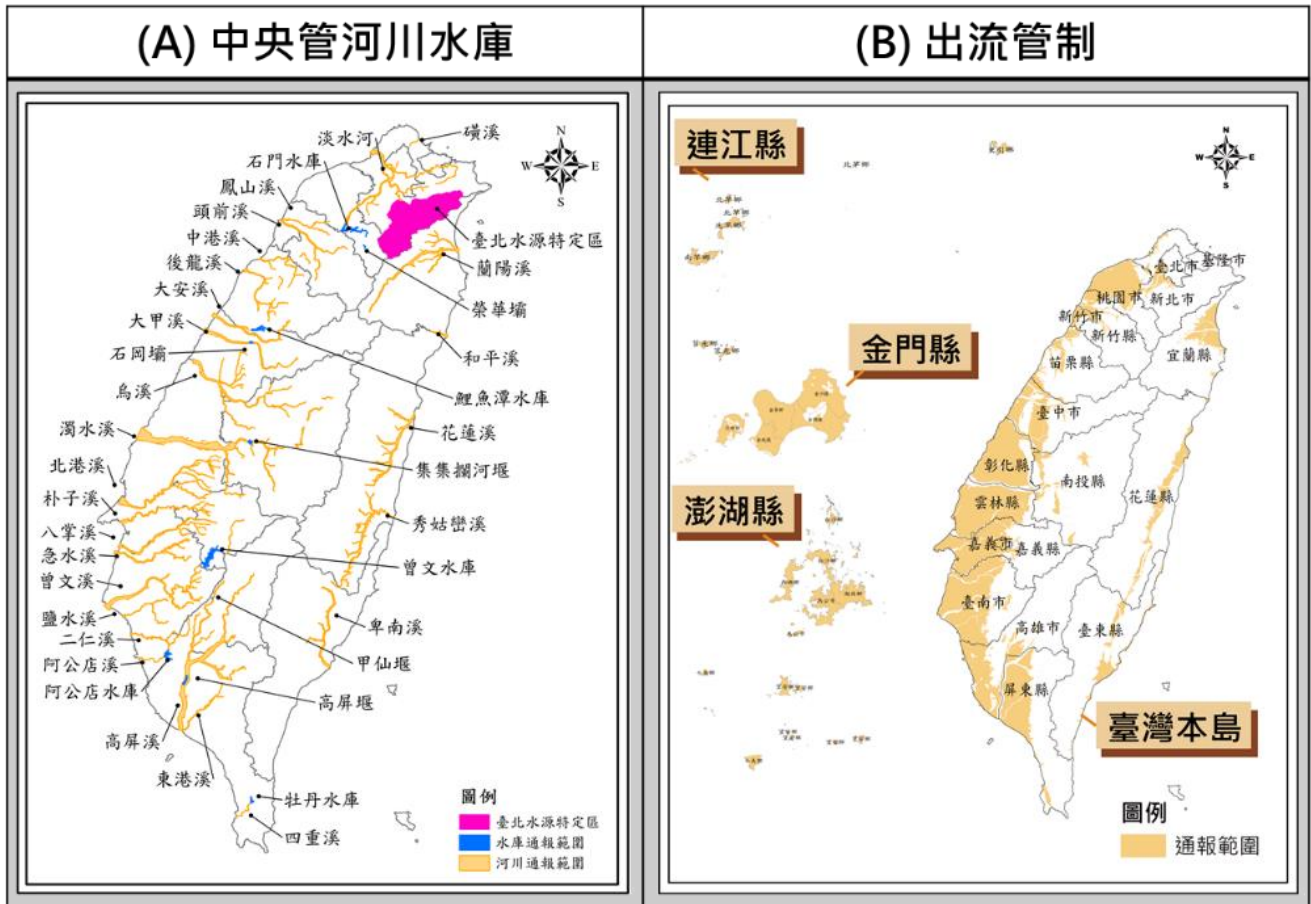 (A) 中央管河川水庫
(B) 出流管制
N
W
E
S
磺溪
淡水河
石門水庫
鳳山溪
頭前溪
中港溪
後龍溪
大安溪
大甲溪
石岡壩
烏溪
濁水溪
北港溪
朴子溪
八掌溪
急水溪
曾文溪
鹽水溪
二仁溪
阿公店溪
阿公店水庫
高屏溪
東港溪
臺北水源特定區
蘭陽溪
榮華壩
和平溪
鯉魚潭水庫
花蓮溪
集集攔河堰
秀姑巒溪
曾文水庫
卑南溪
甲仙堰
高屏堰
牡丹水庫
四重溪
圖例
臺北水源特定區
水庫通報範圍
河川通報範圍
連江縣
金門縣
澎湖縣
臺灣本島
N
W
E
S
臺北市
基隆市
桃園市
新北市
新竹市
新竹縣
宜蘭縣
苗栗縣
臺中市
彰化縣
南投縣
花蓮縣
雲林縣
嘉義市
嘉義縣
臺南市
高雄市
臺東縣
屏東縣
圖例
通報範圍